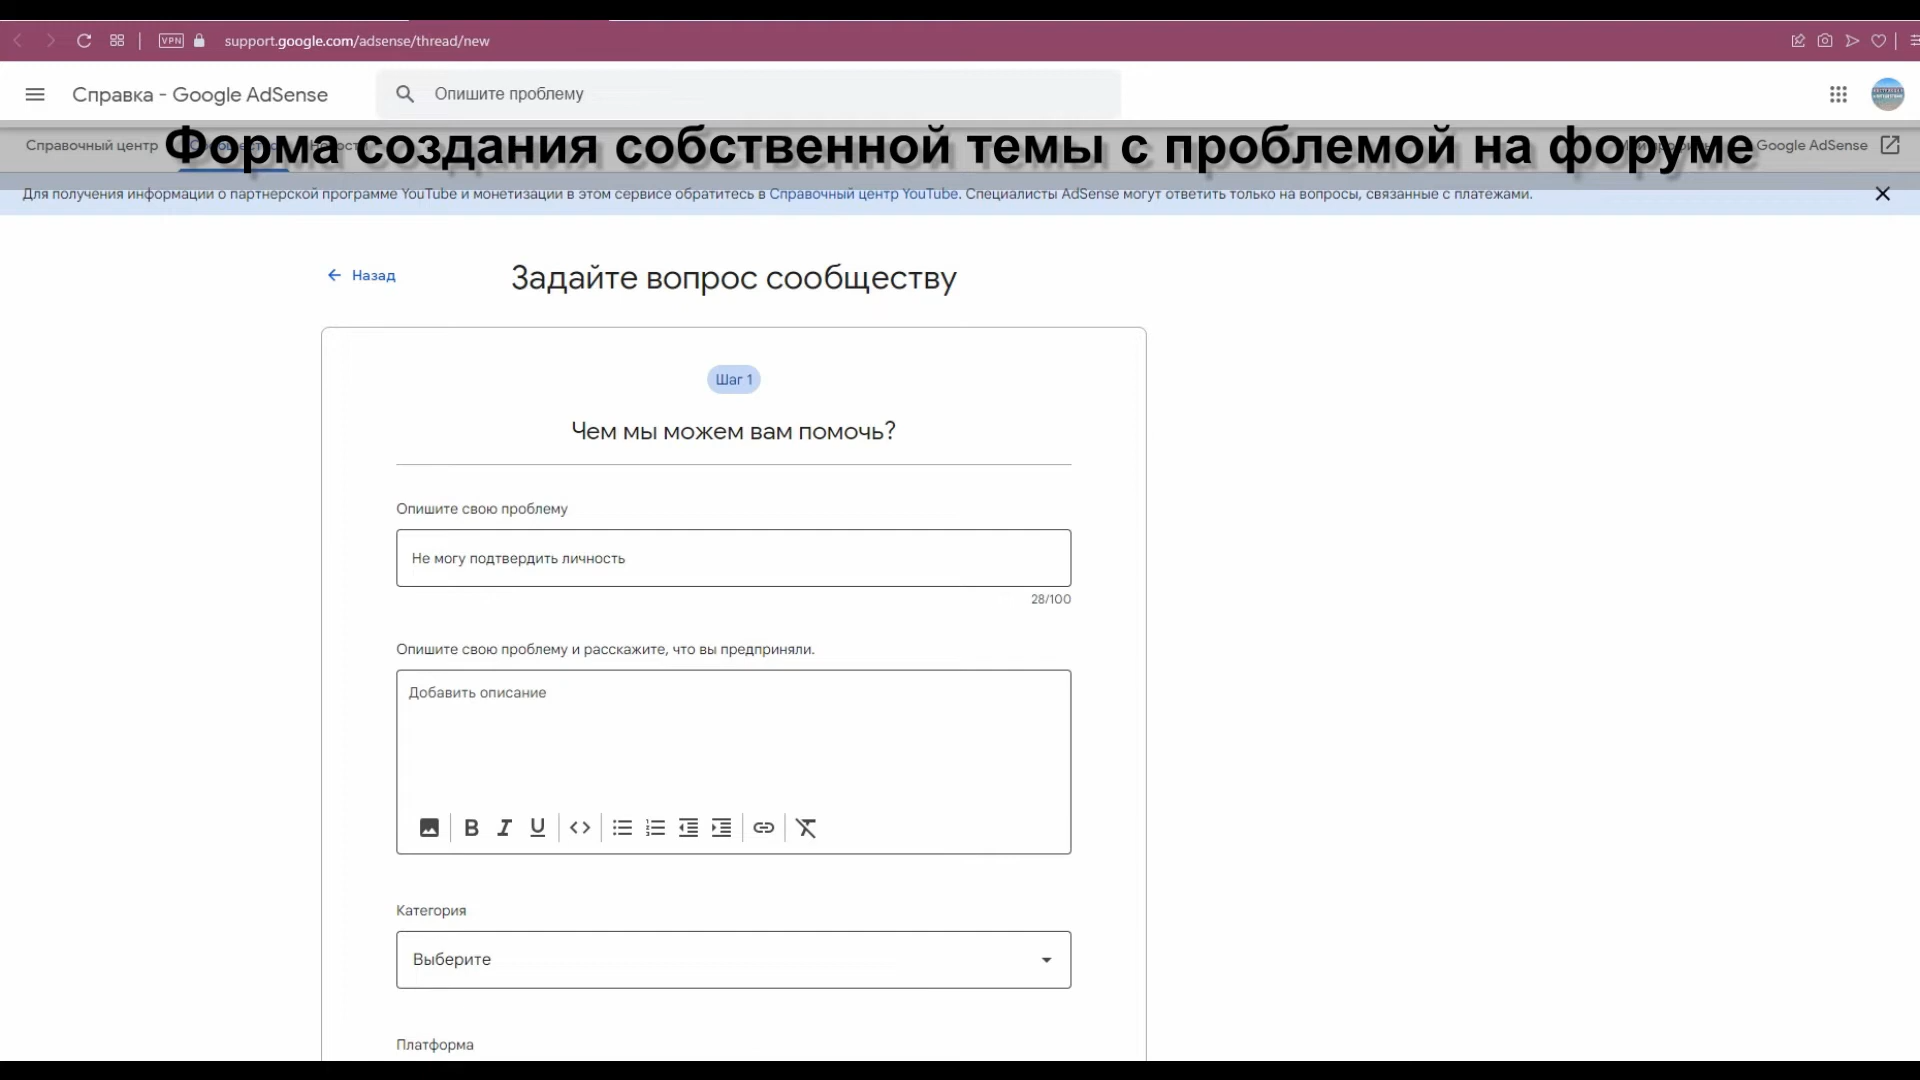 VPN
support.google.com/adsense/thread/new
Справка - Google AdSense
Опишите проблему
Форма создания собственной темы с проблемой на форуме
Справочный центр
Google AdSense
Для получения информации о партнерской программе YouTube и монетизации в этом сервисе обратитесь в Справочный центр YouTube. Специалисты AdSense могут ответить только на вопросы, связанные с платежами.
Назад
Задайте вопрос сообществу
Шаг 1
Чем мы можем вам помочь?
Опишите свою проблему
Не могу подтвердить личность
28/100
Опишите свою проблему и расскажите, что вы предприняли.
Добавить описание
Категория
Выберите
Платформа